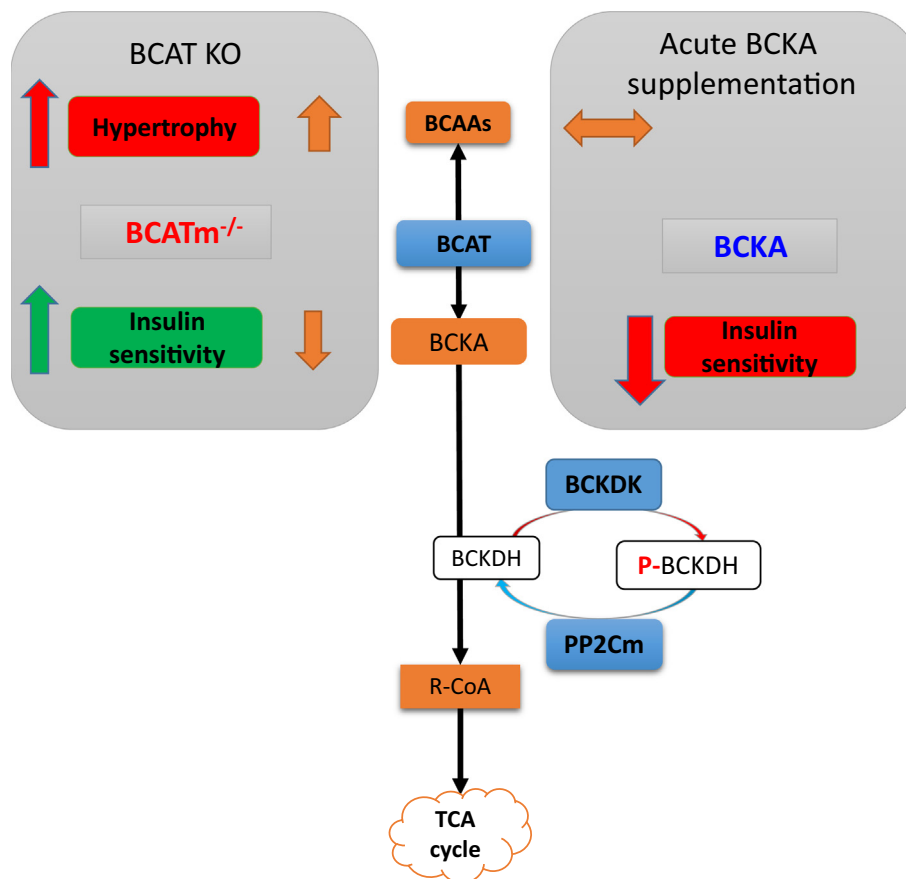 BCAT KO
Hypertrophy
BCATm-/-
Insulin
sensitivity
BCAAs
BCAT
BCKA
Acute BCKA
supplementation
BCKA
Insulin
sensitivity
BCKDK
BCKDH
P-BCKDH
PP2Cm
R-CoA
TCA
cycle